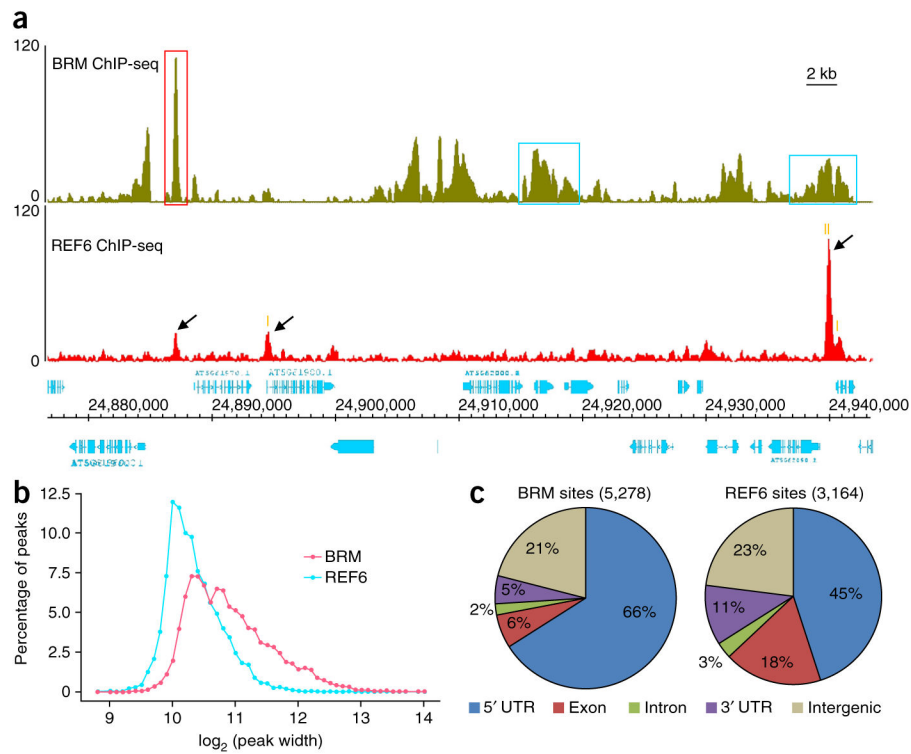 a
120
BRM ChIP-seq
2 kb
0
120
REF6 ChIP-seq
0
24,880,000 24,890,000 24,900,000 24,910,000 24,920,000 24,930,000 24,940,000
b
12.5
10.0
7.5
5.0
2.5
0
Percentage of peaks
BRM
REF6
9 10 11 12 13 14
log₂ (peak width)
c
BRM sites (5,278) REF6 sites (3,164)
21%
5%
2%
6%
66%
23%
11%
3%
18%
45%
5′ UTR Exon Intron 3′ UTR Intergenic